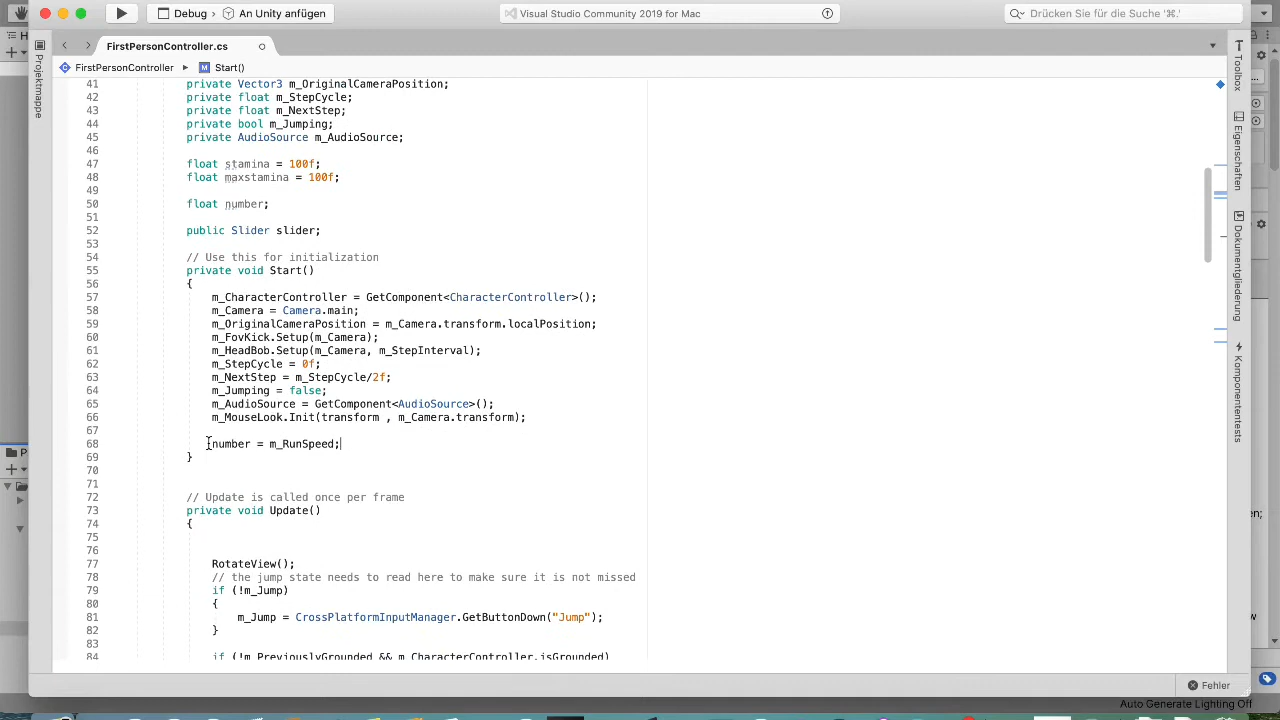 Debug
An Unity anfügen
Visual Studio Community 2019 for Mac
Drücken Sie für die Suche '⌘.'
FirstPersonController.cs
FirstPersonController
M
Start()
Projektmappe
41 private Vector3 m_OriginalCameraPosition;
42 private float m_StepCycle;
43 private float m_NextStep;
44 private bool m_Jumping;
45 private AudioSource m_AudioSource;
46
47 float stamina = 100f;
48 float maxstamina = 100f;
49
50 float number;
51
52 public Slider slider;
53
54 // Use this for initialization
55 private void Start()
56 {
57 m_CharacterController = GetComponent<CharacterController>();
58 m_Camera = Camera.main;
59 m_OriginalCameraPosition = m_Camera.transform.localPosition;
60 m_FovKick.Setup(m_Camera);
61 m_HeadBob.Setup(m_Camera, m_StepInterval);
62 m_StepCycle = 0f;
63 m_NextStep = m_StepCycle/2f;
64 m_Jumping = false;
65 m_AudioSource = GetComponent<AudioSource>();
66 m_MouseLook.Init(transform , m_Camera.transform);
67
68 number = m_RunSpeed;
69 }
70
71
72 // Update is called once per frame
73 private void Update()
74 {
75
76
77 RotateView();
78 // the jump state needs to read here to make sure it is not missed
79 if (!m_Jump)
80 {
81 m_Jump = CrossPlatformInputManager.GetButtonDown("Jump");
82 }
83
84 if (!m_PreviouslyGrounded && m_CharacterController.isGrounded)
Toolbox
Eigenschaften
Dokumentgliederung
Komponententests
en;
w
P
Fehler
Auto Generate Lighting Off